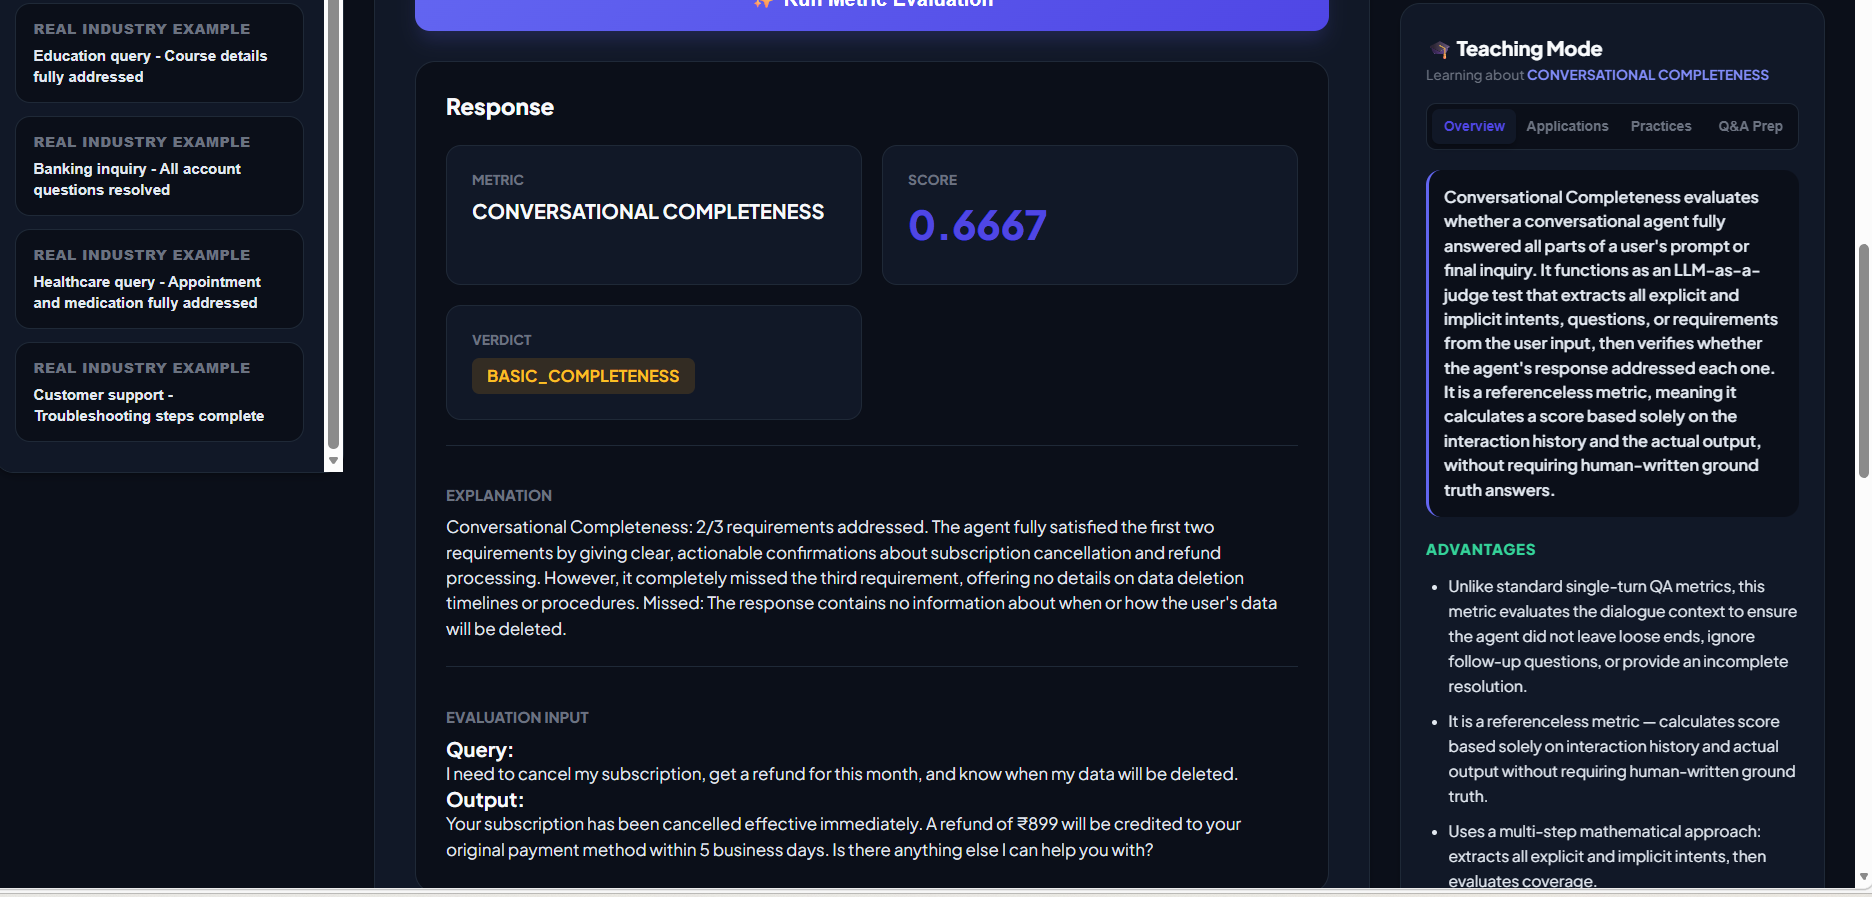 REAL INDUSTRY EXAMPLE
Education query - Course details
fully addressed
REAL INDUSTRY EXAMPLE
Banking inquiry - All account
questions resolved
REAL INDUSTRY EXAMPLE
Healthcare query - Appointment
and medication fully addressed
REAL INDUSTRY EXAMPLE
Customer support -
Troubleshooting steps complete
Run Metric Evaluation
Response
METRIC
CONVERSATIONAL COMPLETENESS
SCORE
0.6667
VERDICT
BASIC_COMPLETENESS
EXPLANATION
Conversational Completeness: 2/3 requirements addressed. The agent fully satisfied the first two
requirements by giving clear, actionable confirmations about subscription cancellation and refund
processing. However, it completely missed the third requirement, offering no details on data deletion
timelines or procedures. Missed: The response contains no information about when or how the user's data
will be deleted.
EVALUATION INPUT
Query:
I need to cancel my subscription, get a refund for this month, and know when my data will be deleted.
Output:
Your subscription has been cancelled effective immediately. A refund of ₹899 will be credited to your
original payment method within 5 business days. Is there anything else I can help you with?
Teaching Mode
Learning about CONVERSATIONAL COMPLETENESS
Overview Applications Practices Q&A Prep
Conversational Completeness evaluates
whether a conversational agent fully
answered all parts of a user's prompt or
final inquiry. It functions as an LLM-as-a-
judge test that extracts all explicit and
implicit intents, questions, or requirements
from the user input, then verifies whether
the agent's response addressed each one.
It is a referenceless metric, meaning it
calculates a score based solely on the
interaction history and the actual output,
without requiring human-written ground
truth answers.
ADVANTAGES
• Unlike standard single-turn QA metrics, this
metric evaluates the dialogue context to ensure
the agent did not leave loose ends, ignore
follow-up questions, or provide an incomplete
resolution.
• It is a referenceless metric — calculates score
based solely on interaction history and actual
output without requiring human-written ground
truth.
• Uses a multi-step mathematical approach:
extracts all explicit and implicit intents, then
evaluates coverage.